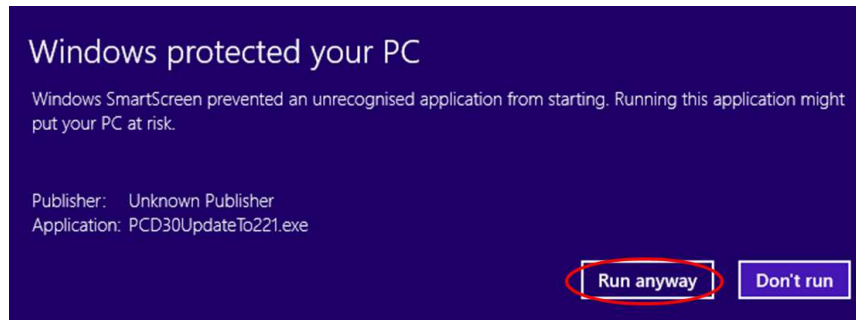 Windows protected your PC
Windows SmartScreen prevented an unrecognised application from starting. Running this application might
put your PC at risk.
Publisher: Unknown Publisher
Application: PCD30UpdateTo221.exe
Run anyway Don't run